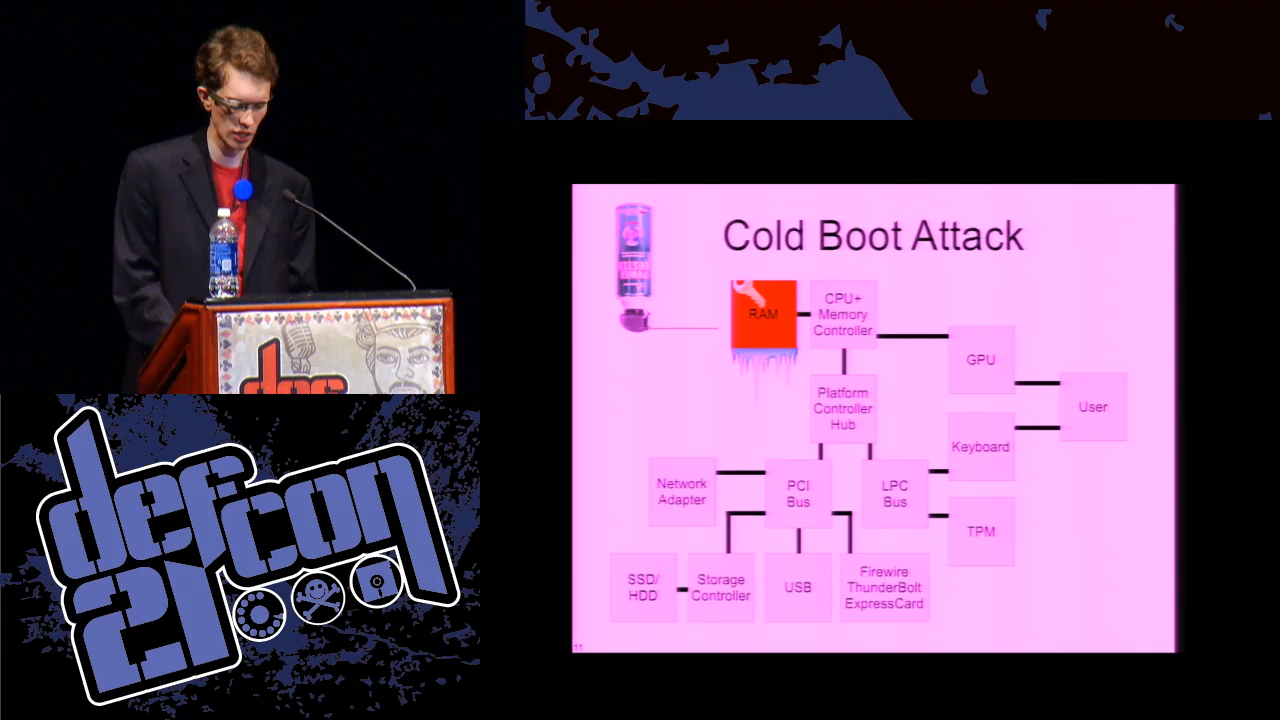 Cold Boot Attack
RAM
CPU+
Memory
Controller
GPU
Platform
Controller
Hub
User
Keyboard
Network
Adapter
PCI
Bus
LPC
Bus
TPM
SSD/
HDD
Storage
Controller
USB
Firewire
ThunderBolt
ExpressCard
11
defcon
21